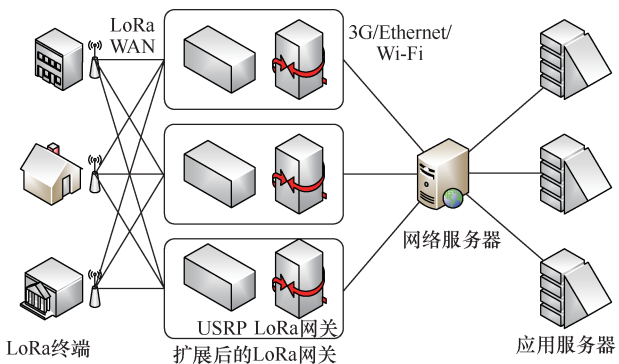 LoRa
WAN
3G/Ethernet/
Wi-Fi
网络服务器
USRP LoRa网关
LoRa终端
扩展后的LoRa网关
应用服务器